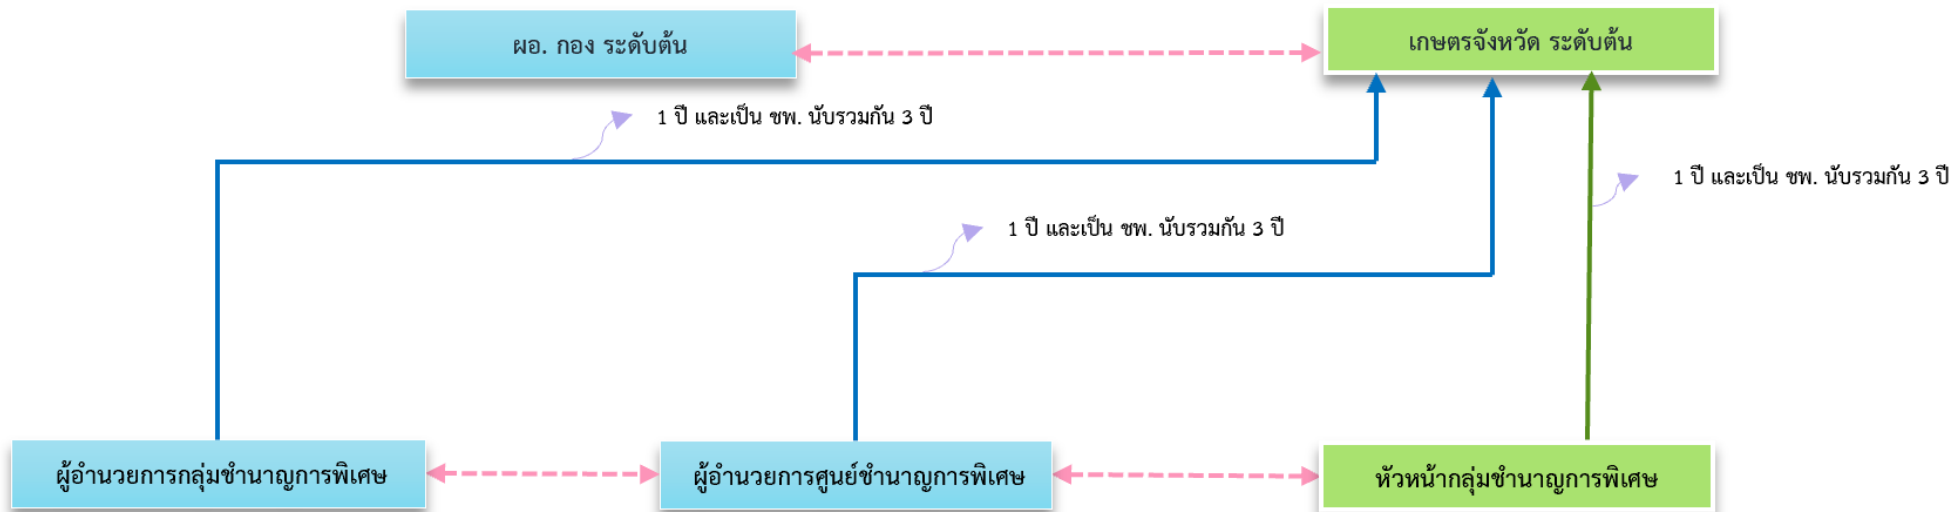 ผอ. กอง ระดับต้น
เกษตรจังหวัด ระดับต้น
1 ปี และเป็น ชพ. นับรวมกัน 3 ปี
1 ปี และเป็น ชพ. นับรวมกัน 3 ปี
1 ปี และเป็น ชพ. นับรวมกัน 3 ปี
ผู้อำนวยการกลุ่มชำนาญการพิเศษ
ผู้อำนวยการศูนย์ชำนาญการพิเศษ
หัวหน้ากลุ่มชำนาญการพิเศษ